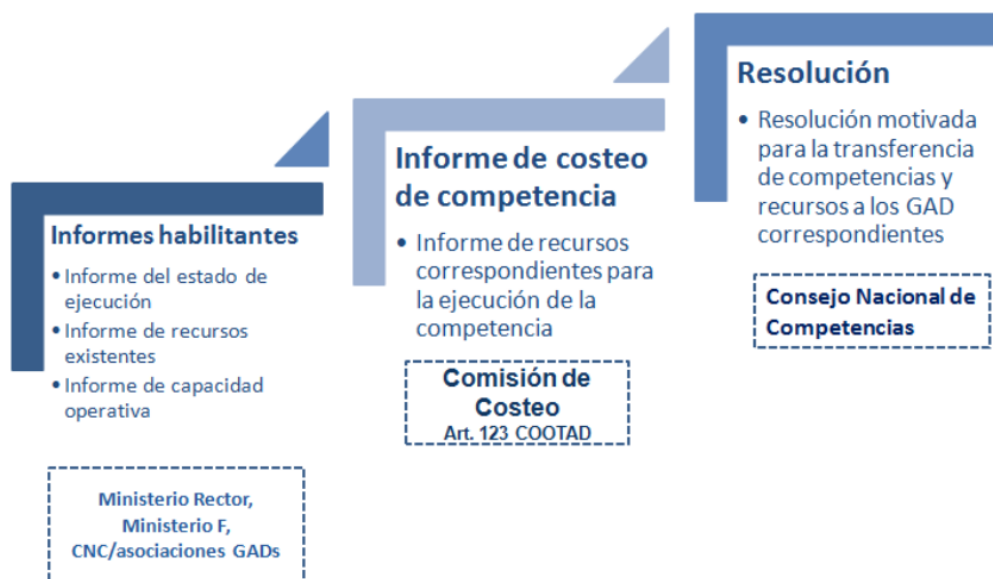 Informes habilitantes
• Informe del estado de
ejecución
• Informe de recursos
existentes
• Informe de capacidad
operativa
Ministerio Rector,
Ministerio F,
CNC/asociaciones GADs
Informe de costeo
de competencia
• Informe de recursos
correspondientes para
la ejecución de la
competencia
Comisión de
Costeo
Art. 123 COOTAD
Resolución
• Resolución motivada
para la transferencia
de competencias y
recursos a los GAD
correspondientes
Consejo Nacional de
Competencias